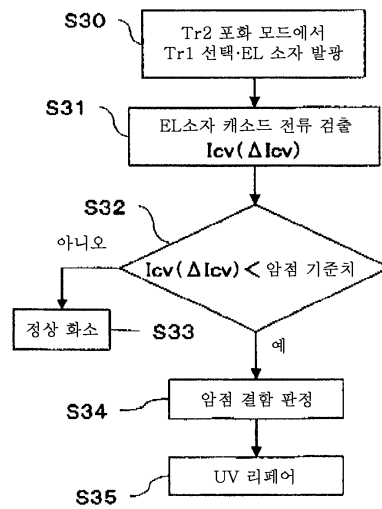 S30
Tr2 포화 모드에서
Tr1 선택·EL 소자 발광
S31
EL소자 캐소드 전류 검출
Icv(ΔIcv)
S32
아니오
Icv(ΔIcv) < 암점 기준치
정상 화소
S33
예
S34
암점 결함 판정
UV 리페어
S35